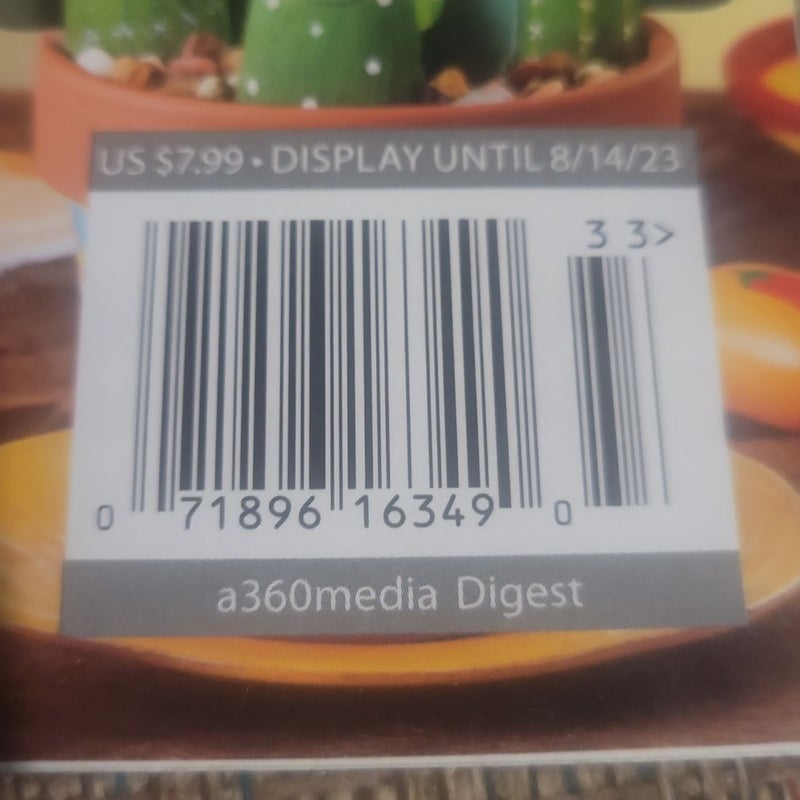 US $7.99 • DISPLAY UNTIL 8/14/23
3 3>
0 71896 16349 0
a360media Digest